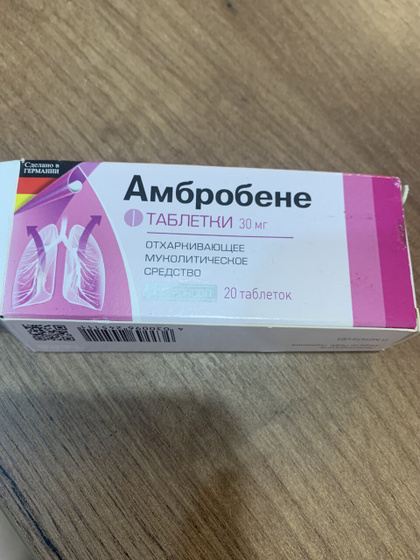 Сделано в
ГЕРМАНИИ
Амбробене
ТАБЛЕТКИ 30 мг
ОТХАРКИВАЮЩЕЕ
МУКОЛИТИЧЕСКОЕ
СРЕДСТВО
20 таблеток